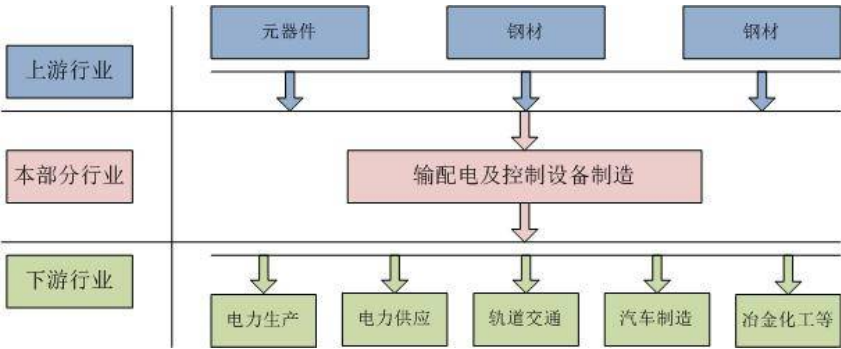 元器件
钢材
钢材
上游行业
本部分行业
输配电及控制设备制造
下游行业
电力生产
电力供应
轨道交通
汽车制造
冶金化工等